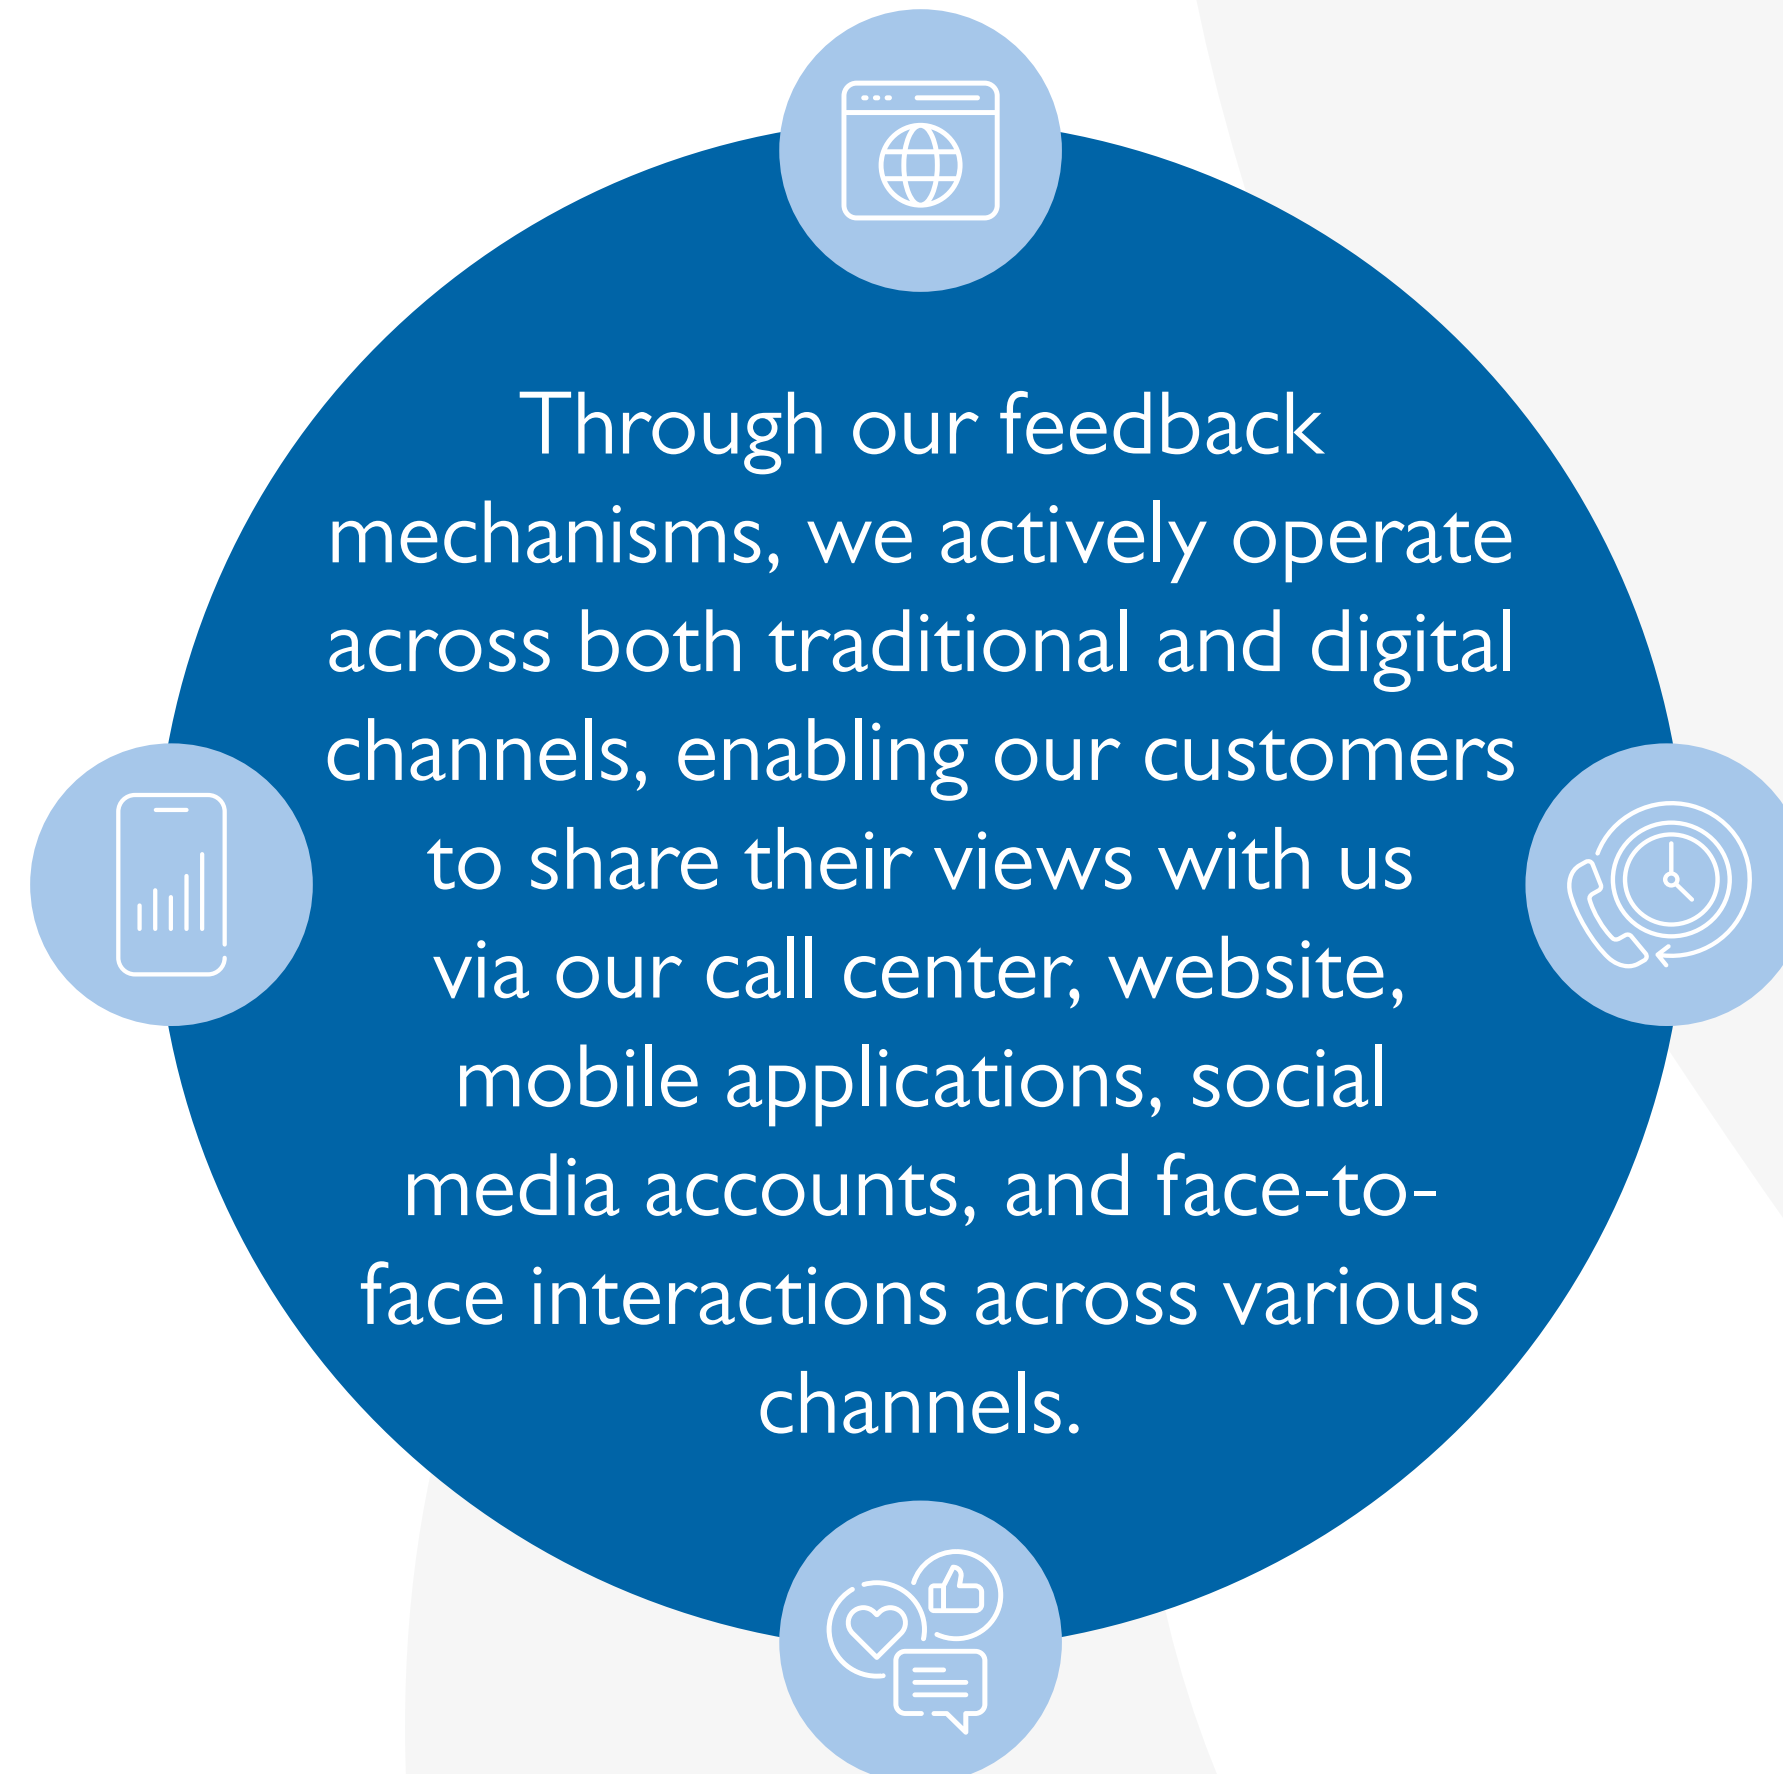 Through our feedback
mechanisms, we actively operate
across both traditional and digital
channels, enabling our customers
to share their views with us
via our call center, website,
mobile applications, social
media accounts, and face-to-
face interactions across various
channels.